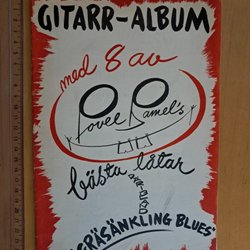 GITARR-ALBUM
med 8 av
Povel Ramel's
bästa låtar
"GRÄSÄNKLING BLUES"